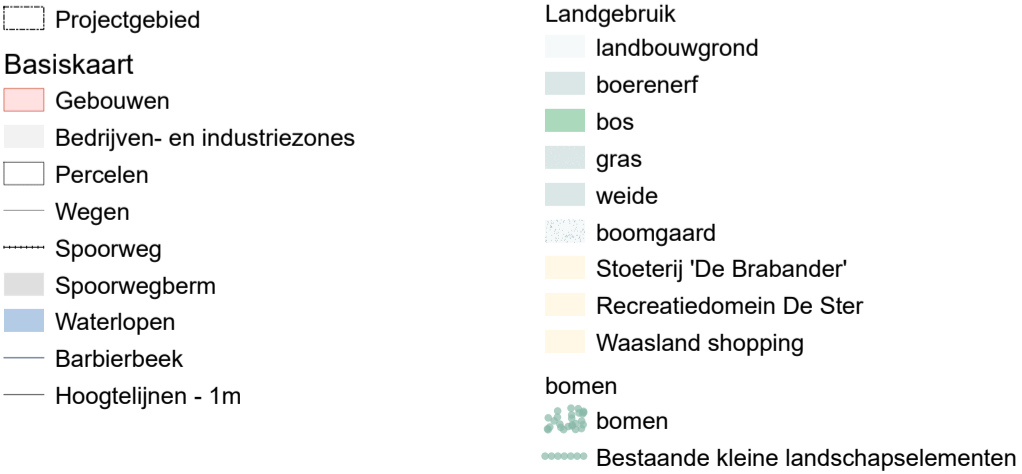 Projectgebied
Basiskaart
Gebouwen
Bedrijven- en industriezones
Percelen
Wegen
Spoorweg
Spoorwegberm
Waterlopen
Barbierbeek
Hoogtelijnen - 1m
Landgebruik
landbouwgrond
boerenerf
bos
gras
weide
boomgaard
Stoeterij 'De Brabander'
Recreatiedomein De Ster
Waasland shopping
bomen
bomen
Bestaande kleine landschapselementen